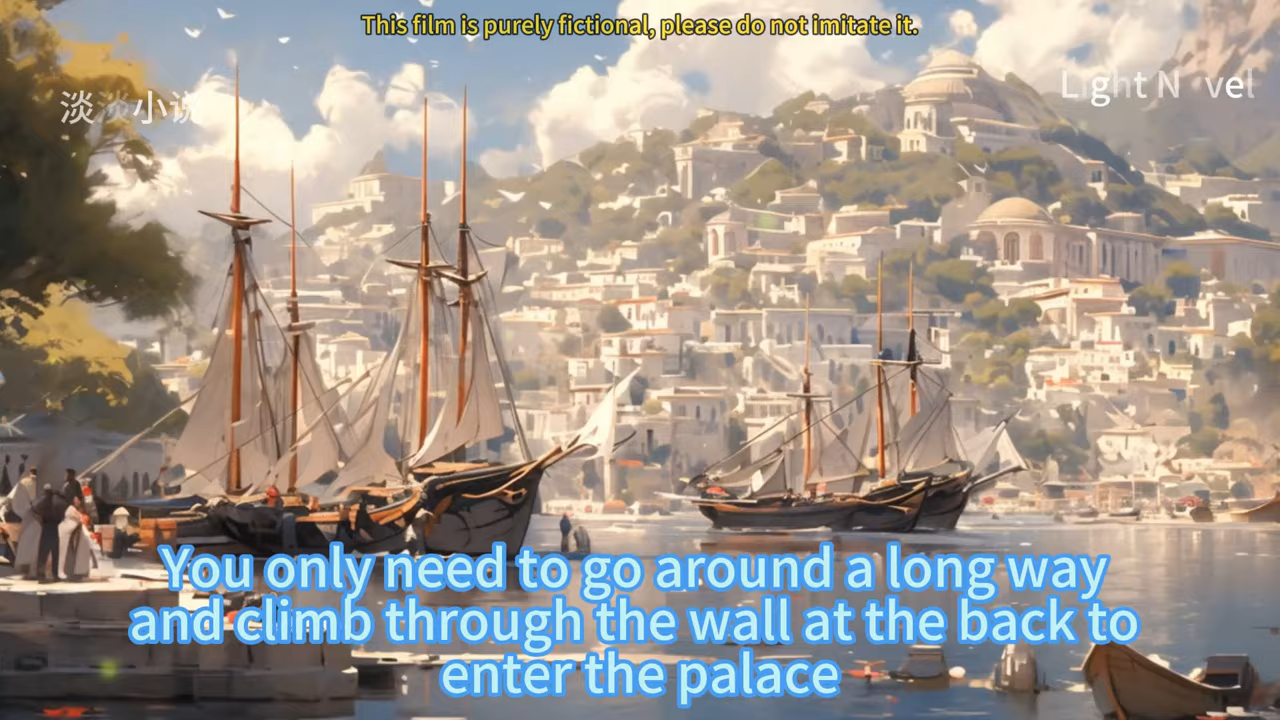 This film is purely fictional, please do not imitate it.
淡淡小说
Light N vel
You only need to go around a long way
and climb through the wall at the back to
enter the palace